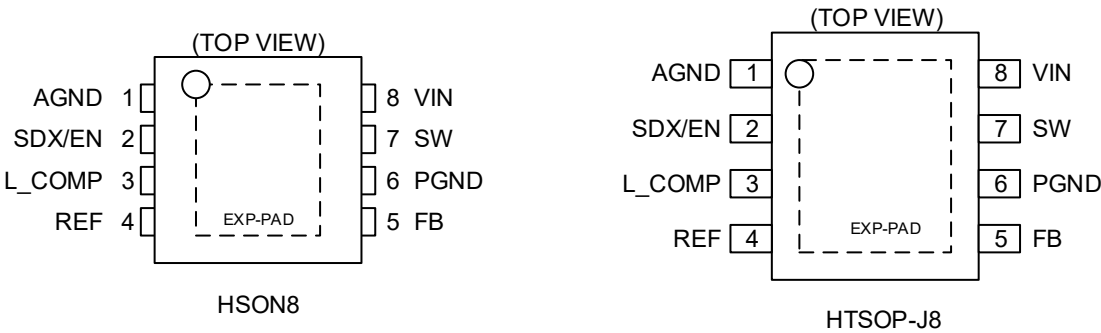 (TOP VIEW)
AGND 1
8 VIN
SDX/EN 2
7 SW
L_COMP 3
6 PGND
REF 4
5 FB
EXP-PAD
HSON8
(TOP VIEW)
AGND 1
8 VIN
SDX/EN 2
7 SW
L_COMP 3
6 PGND
REF 4
5 FB
EXP-PAD
HTSOP-J8